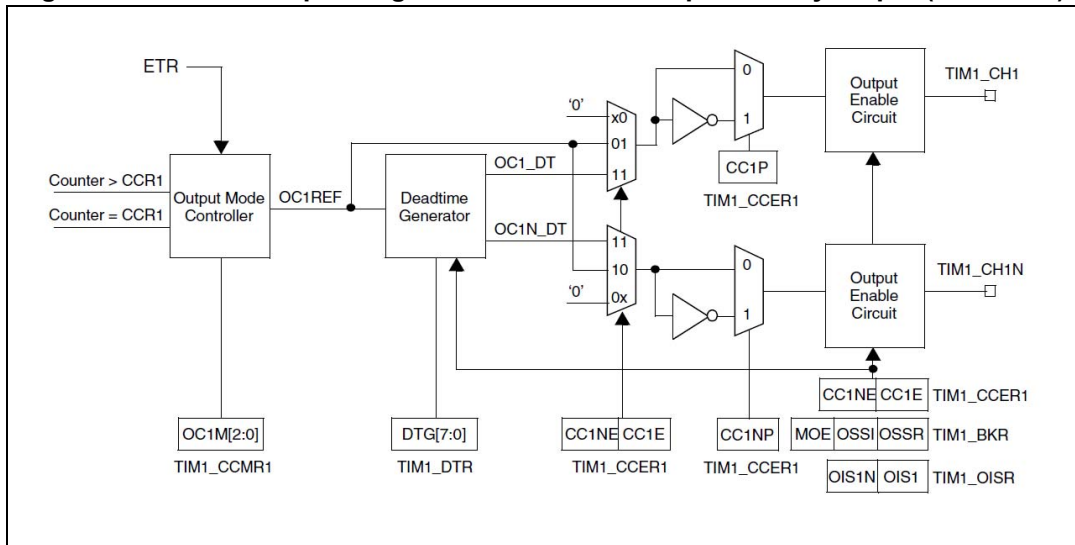 ETR
Counter > CCR1
Counter = CCR1
Output Mode
Controller
OC1REF
Deadtime
Generator
OC1_DT
OC1N_DT
'0'
x0
01
11
11
10
'0'
0x
0
1
CC1P
TIM1_CCER1
0
1
Output
Enable
Circuit
TIM1_CH1
Output
Enable
Circuit
TIM1_CH1N
OC1M[2:0]
TIM1_CCMR1
DTG[7:0]
TIM1_DTR
CC1NE CC1E
TIM1_CCER1
CC1NP
TIM1_CCER1
CC1NE CC1E TIM1_CCER1
MOE OSSI OSSR TIM1_BKR
OIS1N OIS1 TIM1_OISR